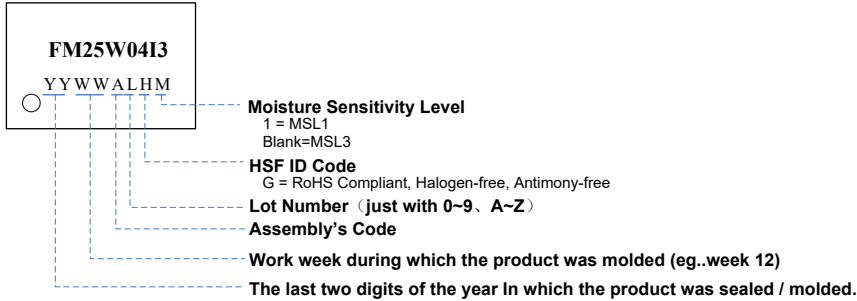 FM25W04I3
YYWWALHM
Moisture Sensitivity Level
1 = MSL1
Blank=MSL3
HSF ID Code
G = RoHS Compliant, Halogen-free, Antimony-free
Lot Number（just with 0~9、A~Z）
Assembly's Code
Work week during which the product was molded (eg..week 12)
The last two digits of the year In which the product was sealed / molded.